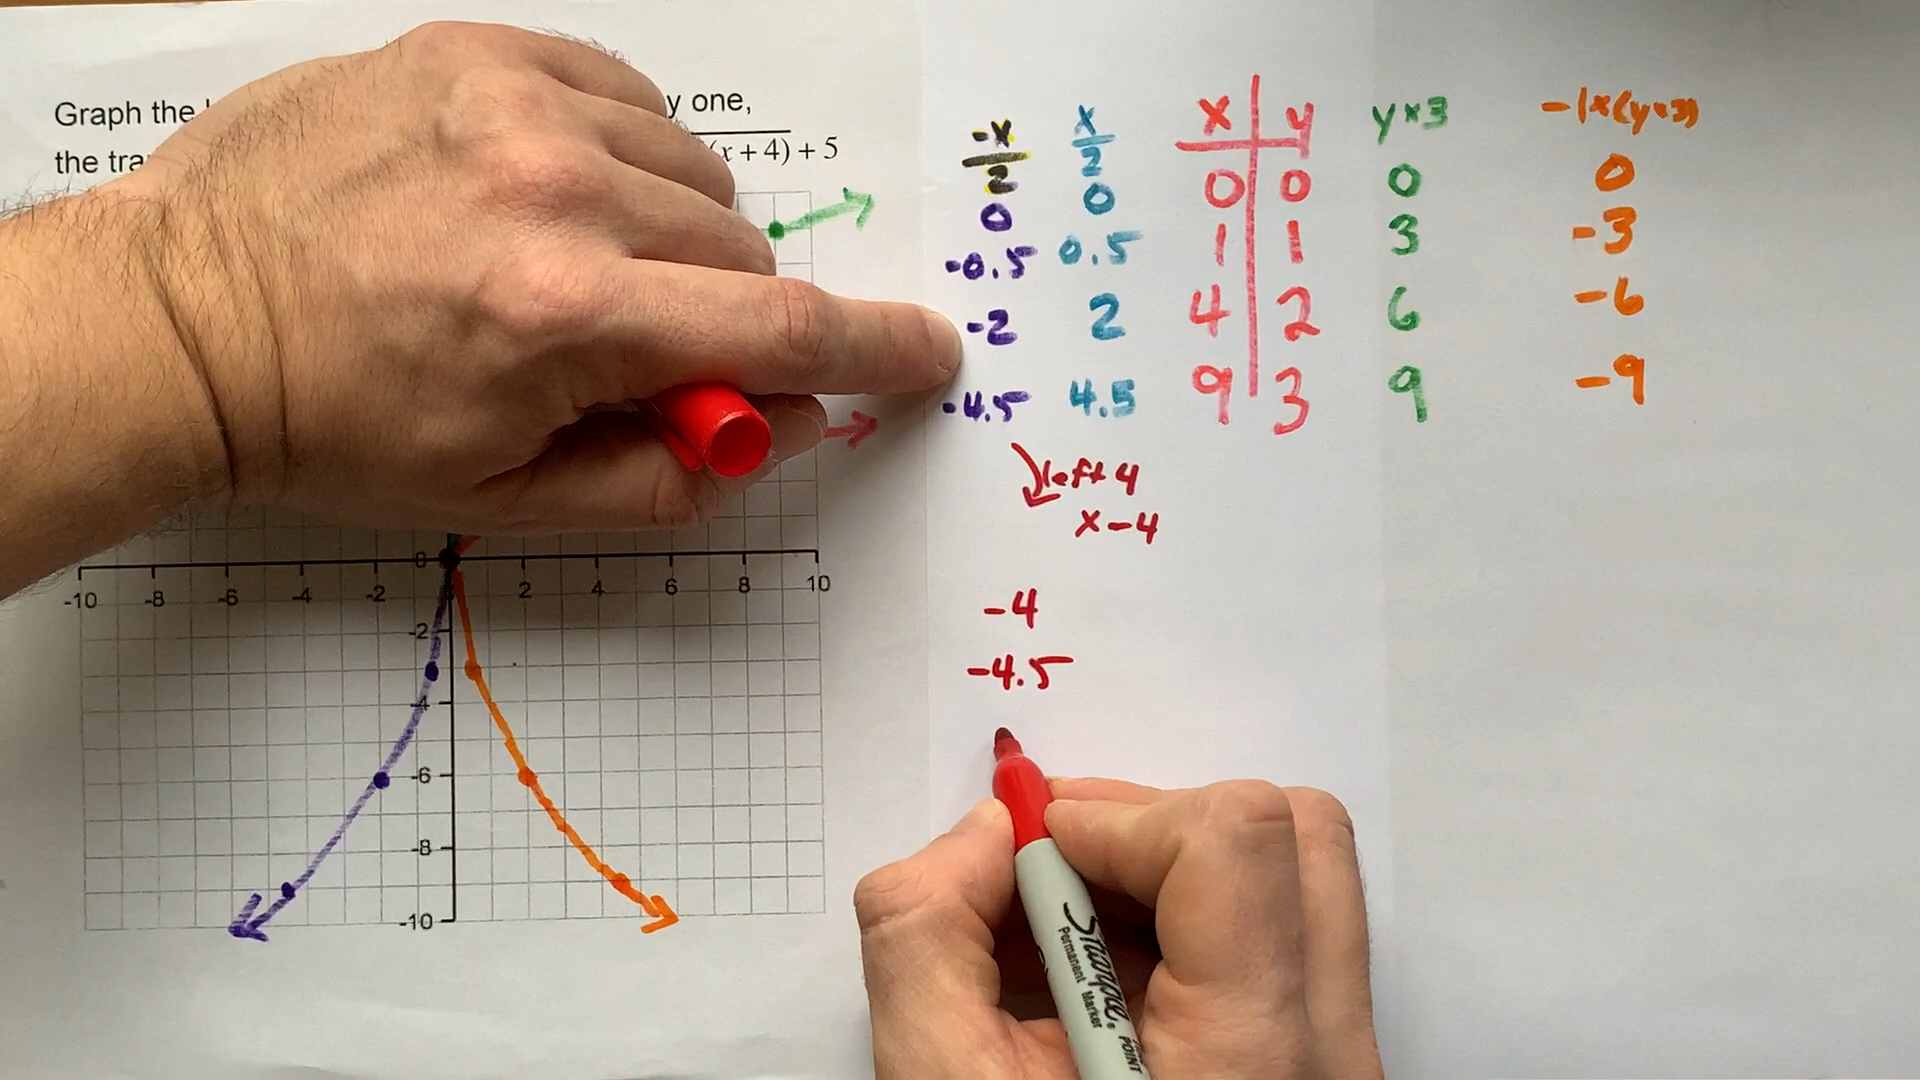 Graph the y one,
the tra (x + 4) + 5
-x/2 x/2 x y y×3 -1×(y×3)
0 0 0 0 0 0
-0.5 0.5 1 1 3 -3
-2 2 4 2 6 -6
-4.5 4.5 9 3 9 -9
left 4
x-4
-4
-4.5
0
-10 -8 -6 -4 -2 2 4 6 8 10
-2
-4
-6
-8
-10
Sharpie.
Permanent Marker
POINT